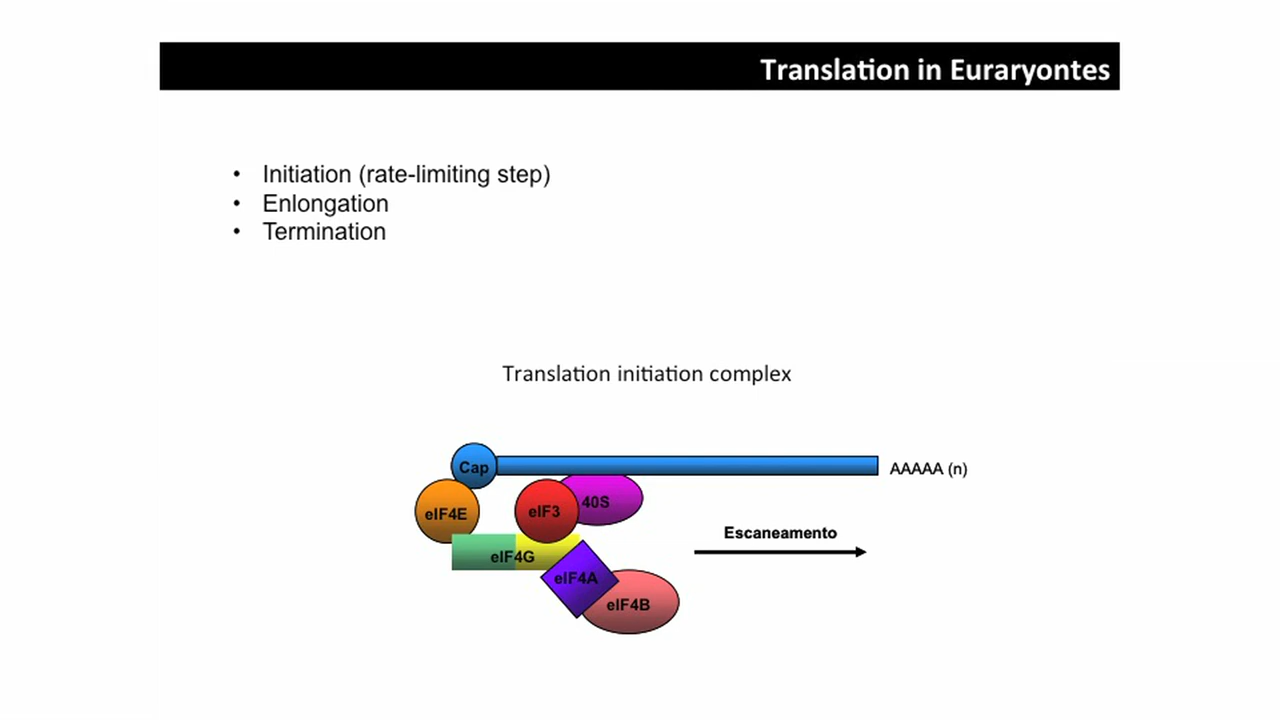 Translation in Euraryontes
• Initiation (rate-limiting step)
• Enlongation
• Termination
Translation initiation complex
Cap
AAAAA (n)
eIF4E
eIF3
40S
Escaneamento
eIF4G
eIF4A
eIF4B